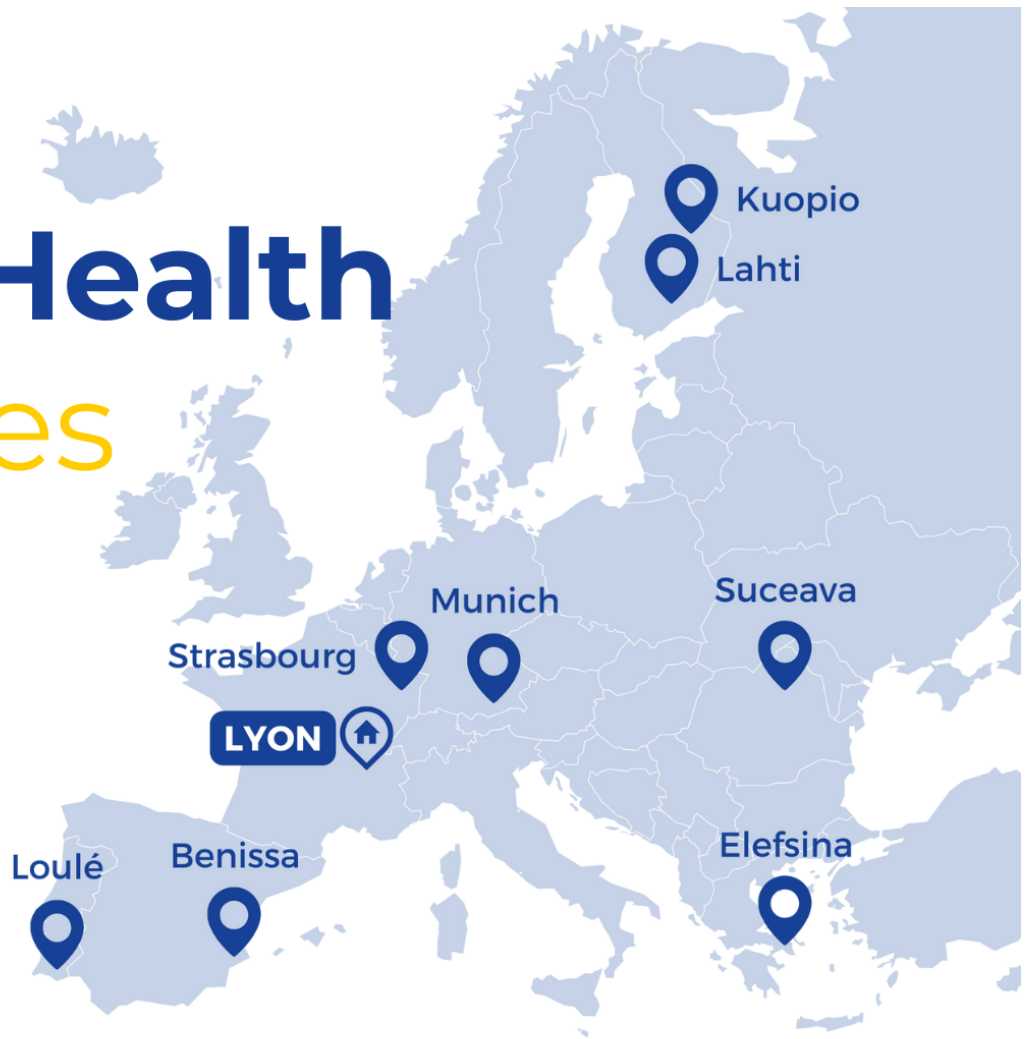 Kuopio
Lahti
Health
es
Munich
Suceava
Strasbourg
LYON
Elefsina
Benissa
Loulé